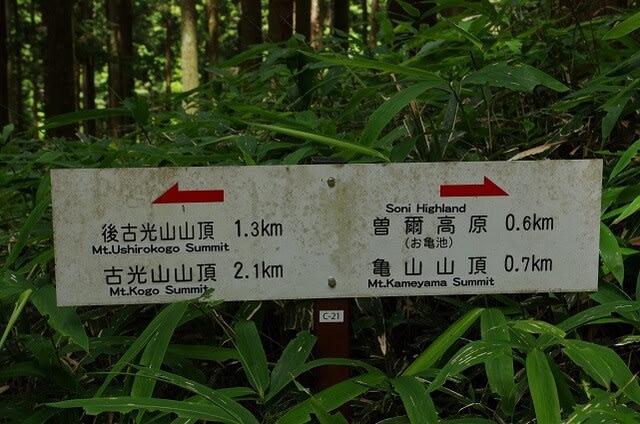 後古光山山頂 1.3km
Mt.Ushirokogo Summit
古光山山頂 2.1km
Mt.Kogo Summit
Soni Highland
曽爾高原 0.6km
(お亀池)
亀山山頂 0.7km
Mt.Kameyama Summit
C-21